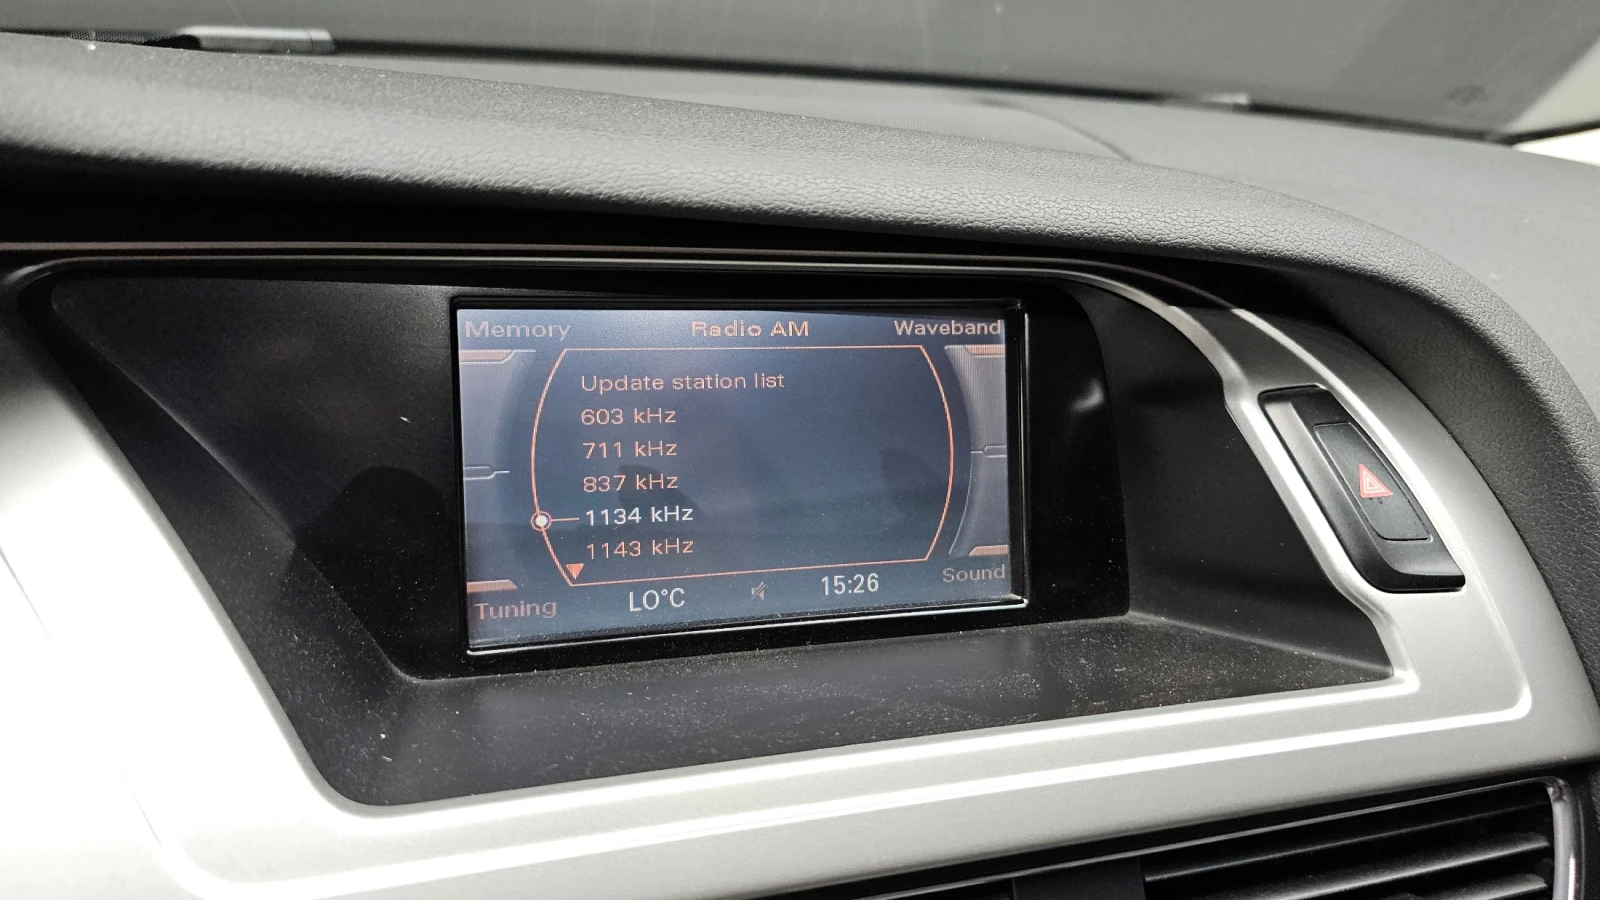 Memory Radio AM Waveband
Update station list
603 kHz
711 kHz
837 kHz
1134 kHz
1143 kHz
Tuning LO°C 15:26 Sound